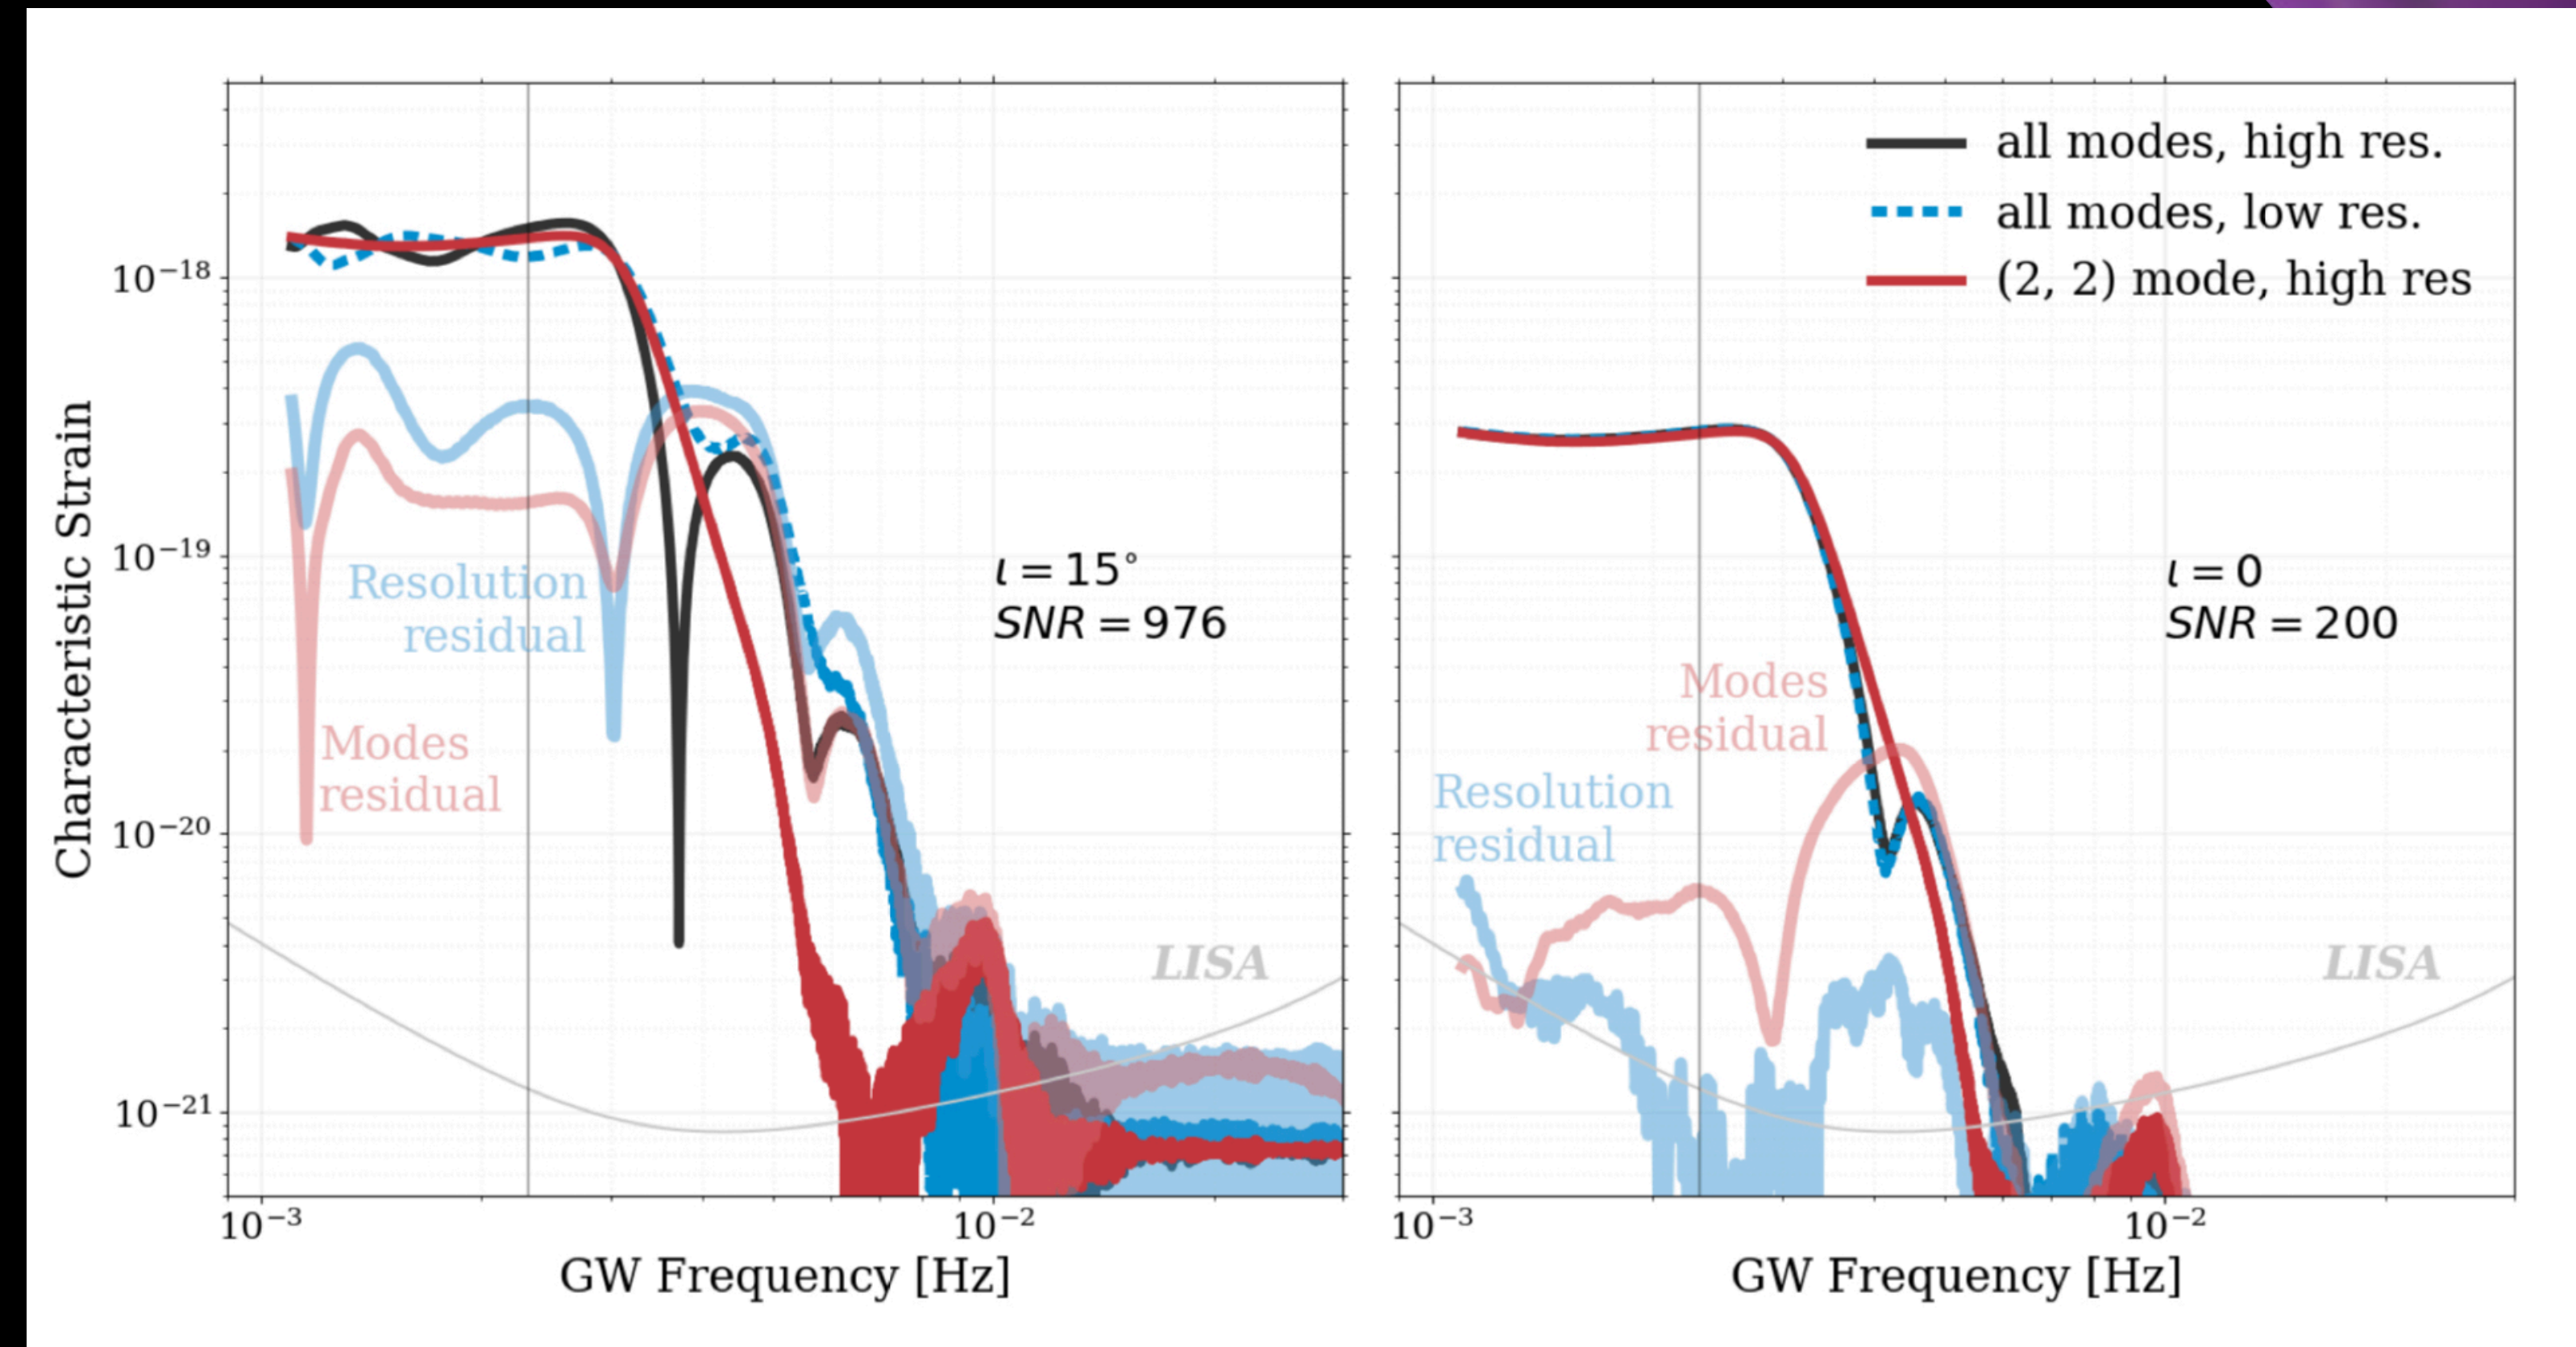 Characteristic Strain
10⁻¹⁸
10⁻¹⁹
10⁻²⁰
10⁻²¹
Resolution
residual
Modes
residual
ι = 15°
SNR = 976
LISA
10⁻³
10⁻²
GW Frequency [Hz]
all modes, high res.
all modes, low res.
(2, 2) mode, high res
ι = 0
SNR = 200
Modes
residual
Resolution
residual
LISA
10⁻³
10⁻²
GW Frequency [Hz]